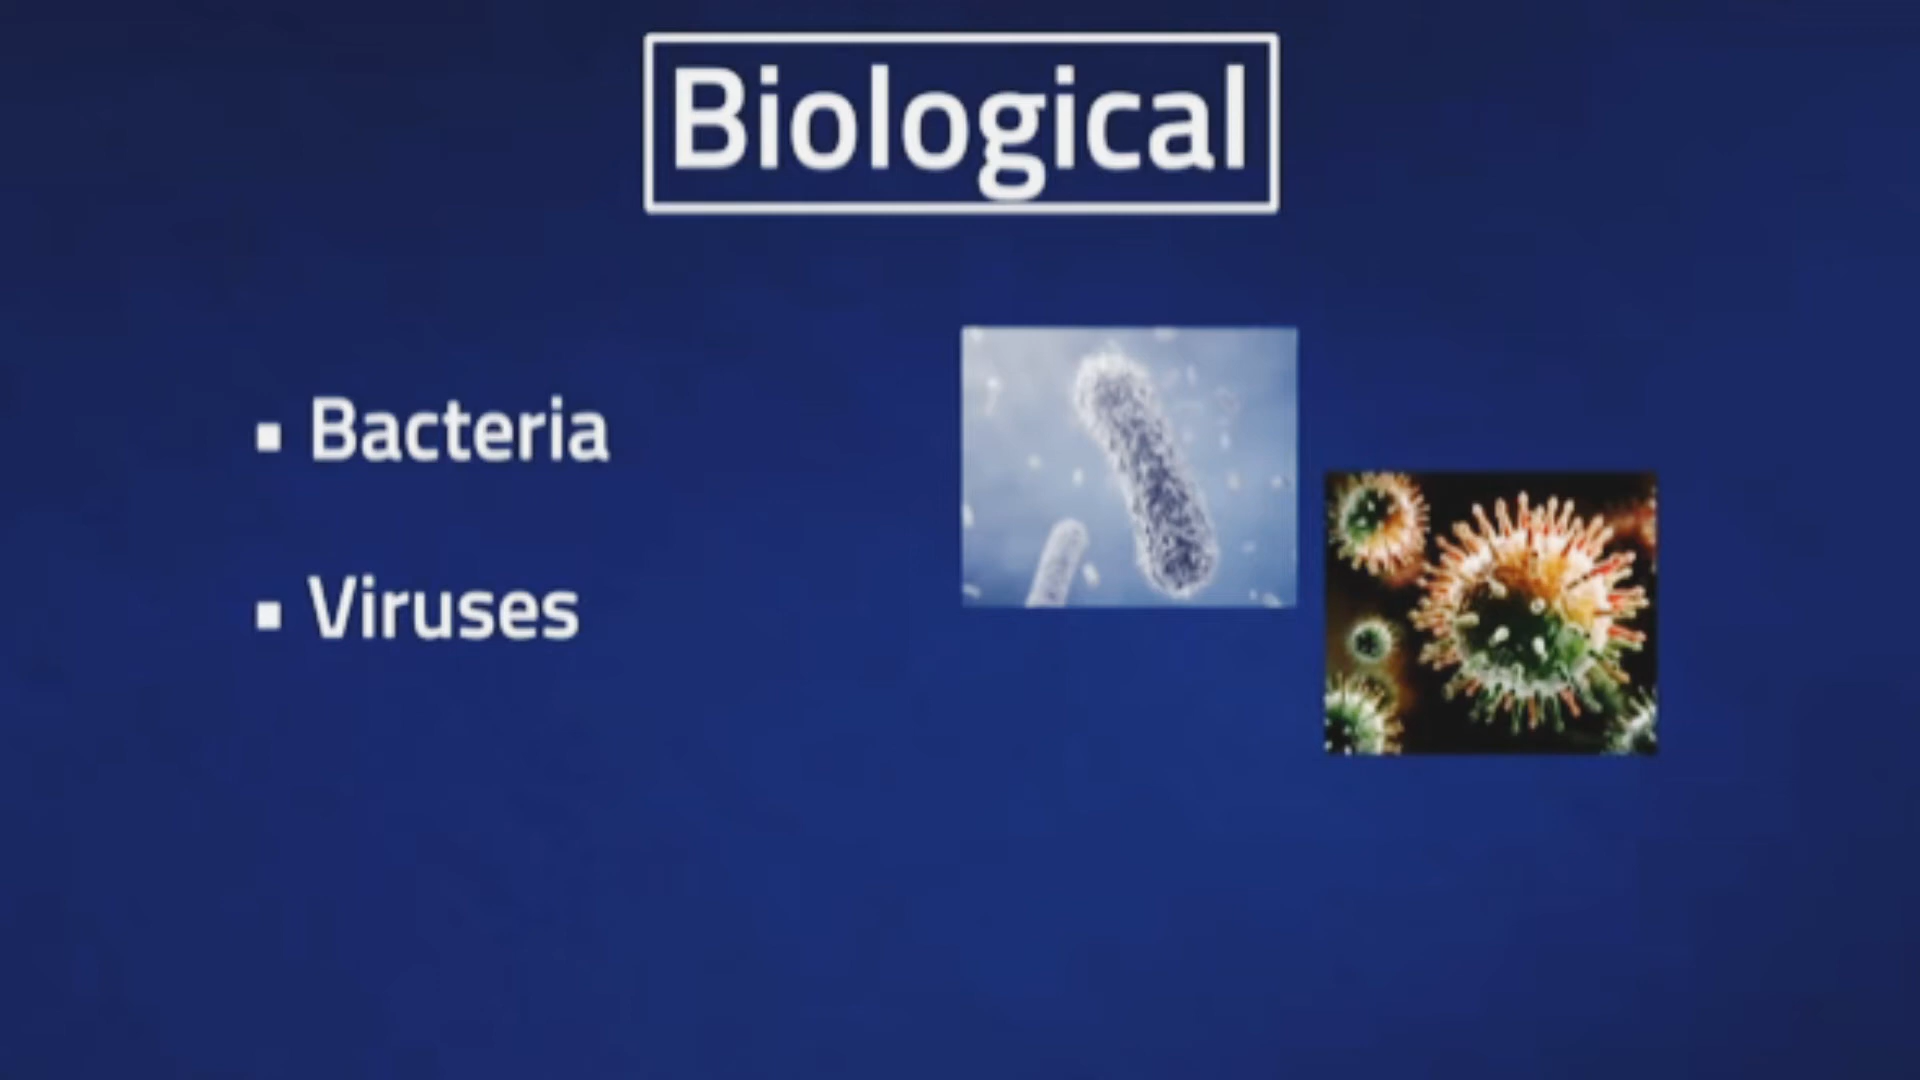 Biological
▪ Bacteria
▪ Viruses